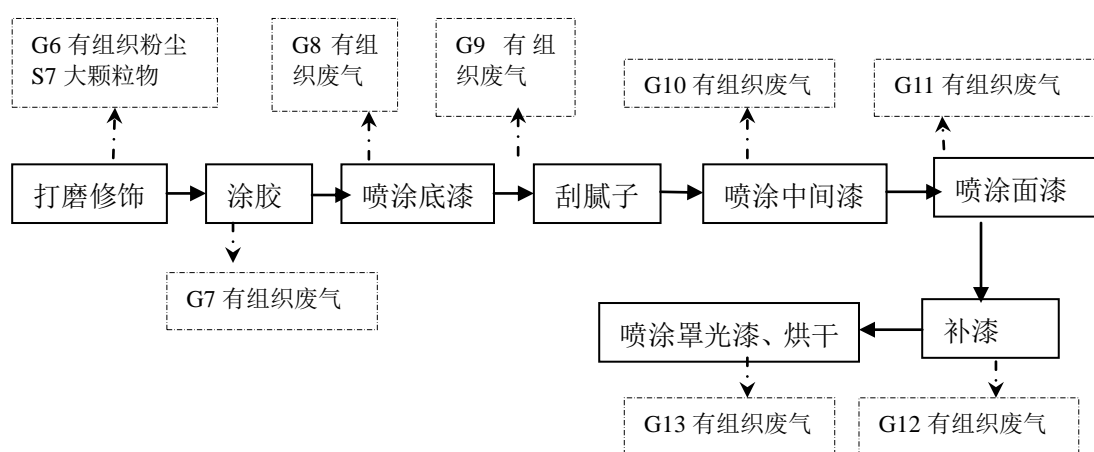 G6 有组织粉尘
S7 大颗粒物
G8 有组
织废气
G9 有组
织废气
G10 有组织废气
G11 有组织废气
打磨修饰
涂胶
喷涂底漆
刮腻子
喷涂中间漆
喷涂面漆
G7 有组织废气
喷涂罩光漆、烘干
补漆
G13 有组织废气
G12 有组织废气